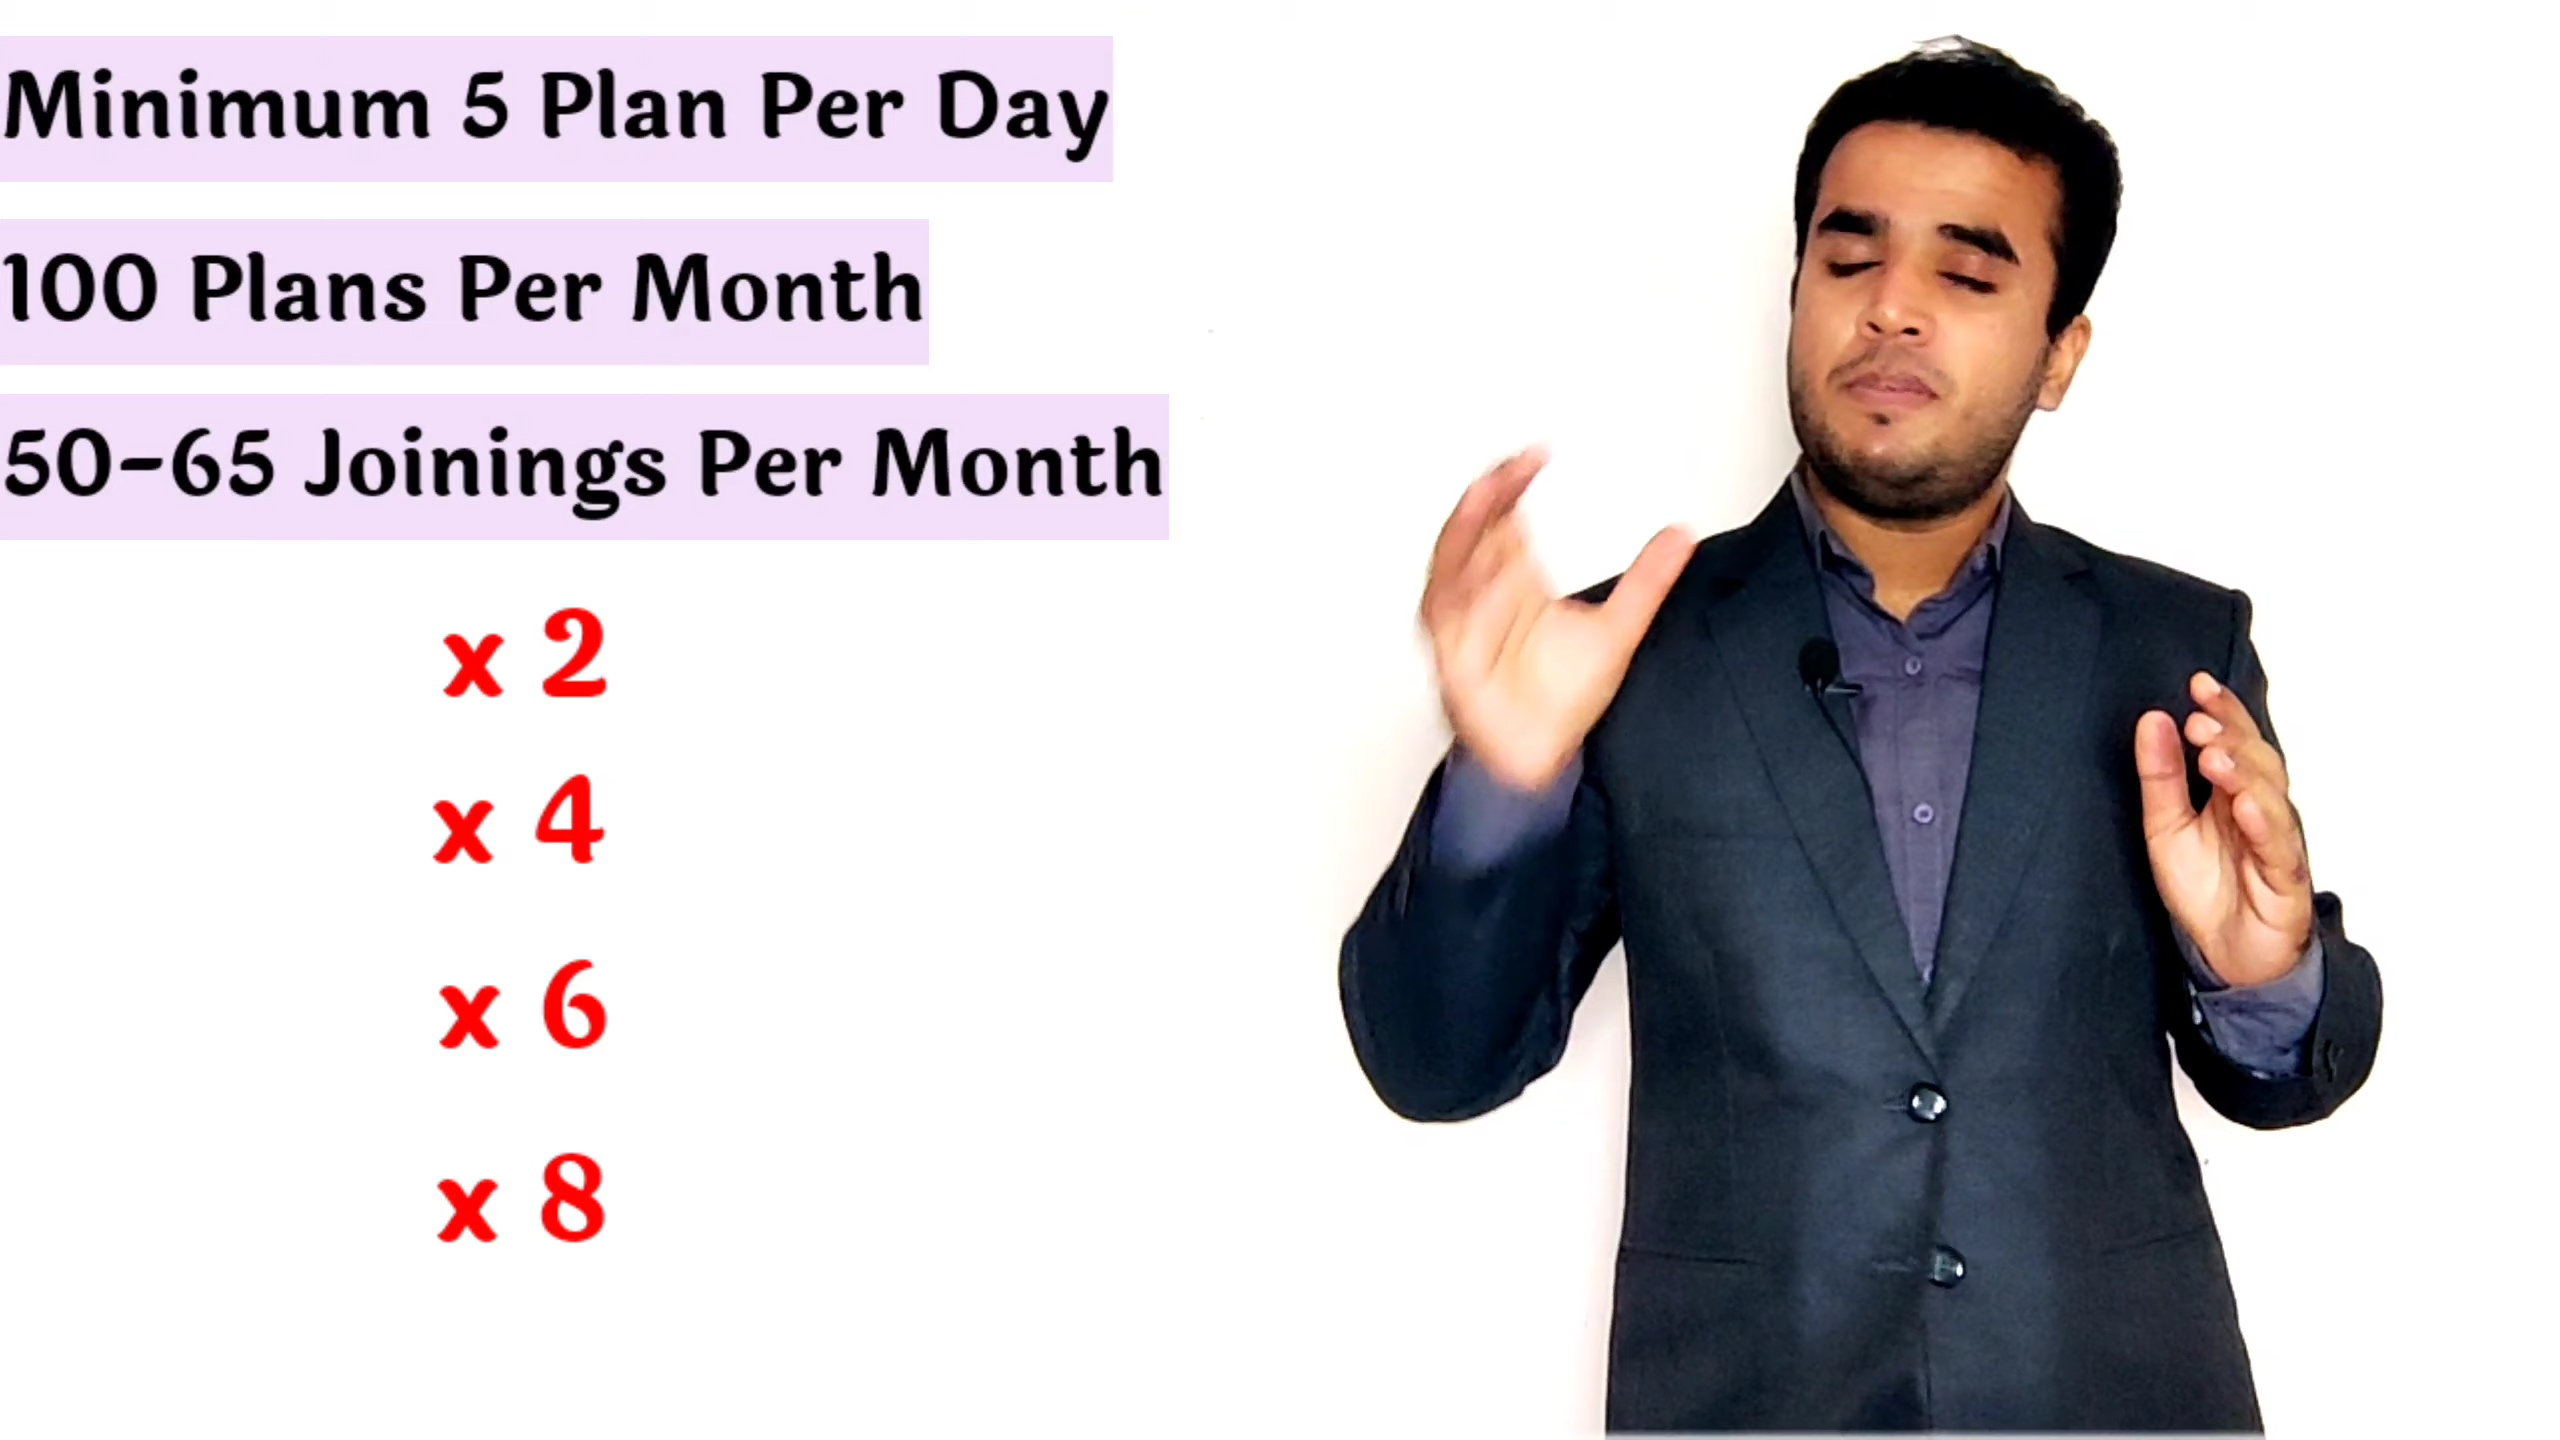 Minimum 5 Plan Per Day
100 Plans Per Month
50-65 Joinings Per Month
x 2
x 4
x 6
x 8